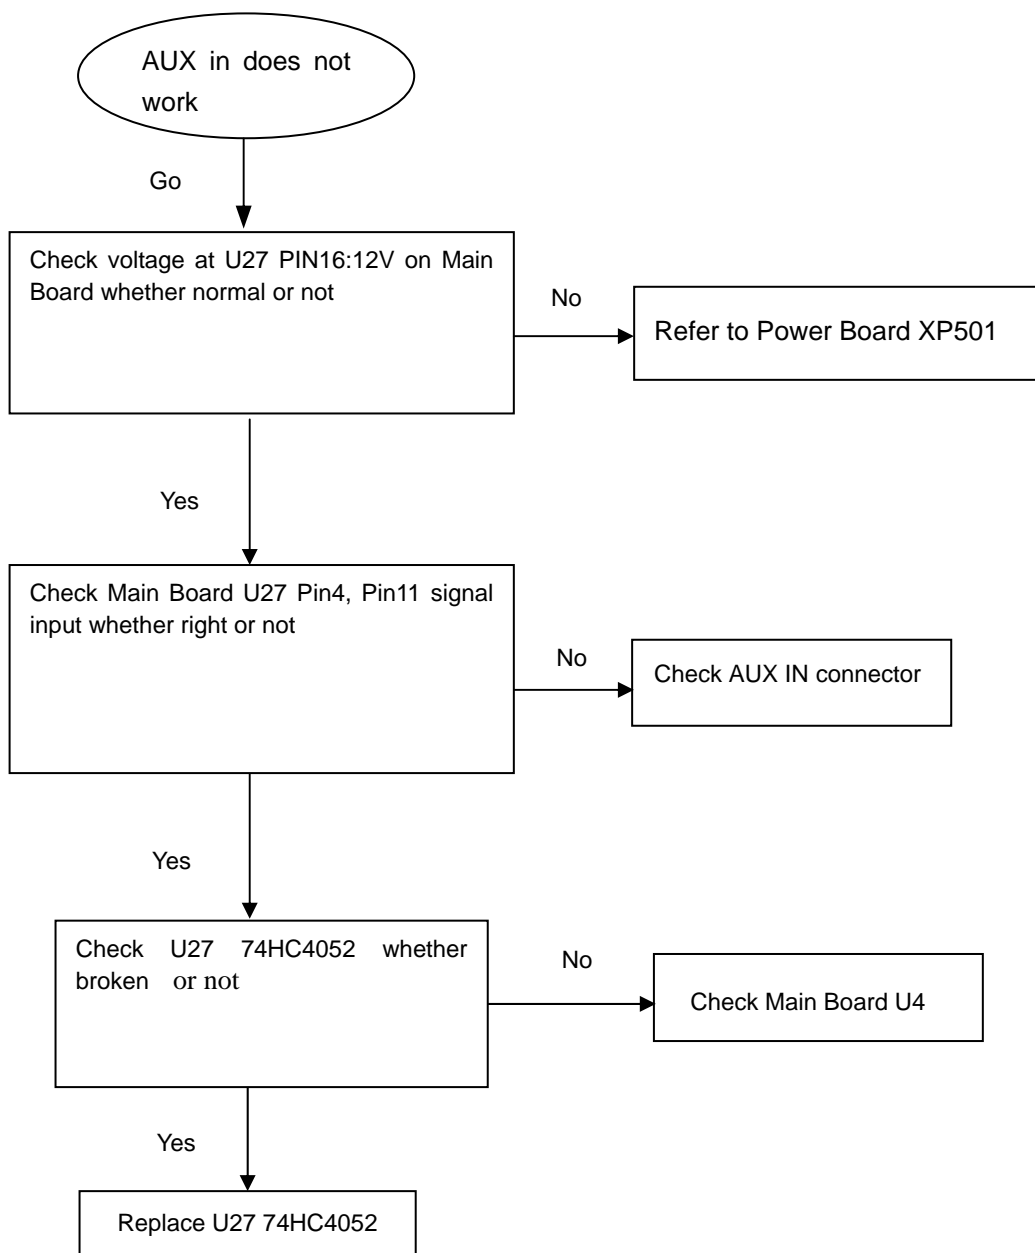 AUX in does not
work
Go
Check voltage at U27 PIN16:12V on Main
Board whether normal or not
No
Refer to Power Board XP501
Yes
Check Main Board U27 Pin4, Pin11 signal
input whether right or not
No
Check AUX IN connector
Yes
Check U27 74HC4052 whether
broken or not
No
Check Main Board U4
Yes
Replace U27 74HC4052